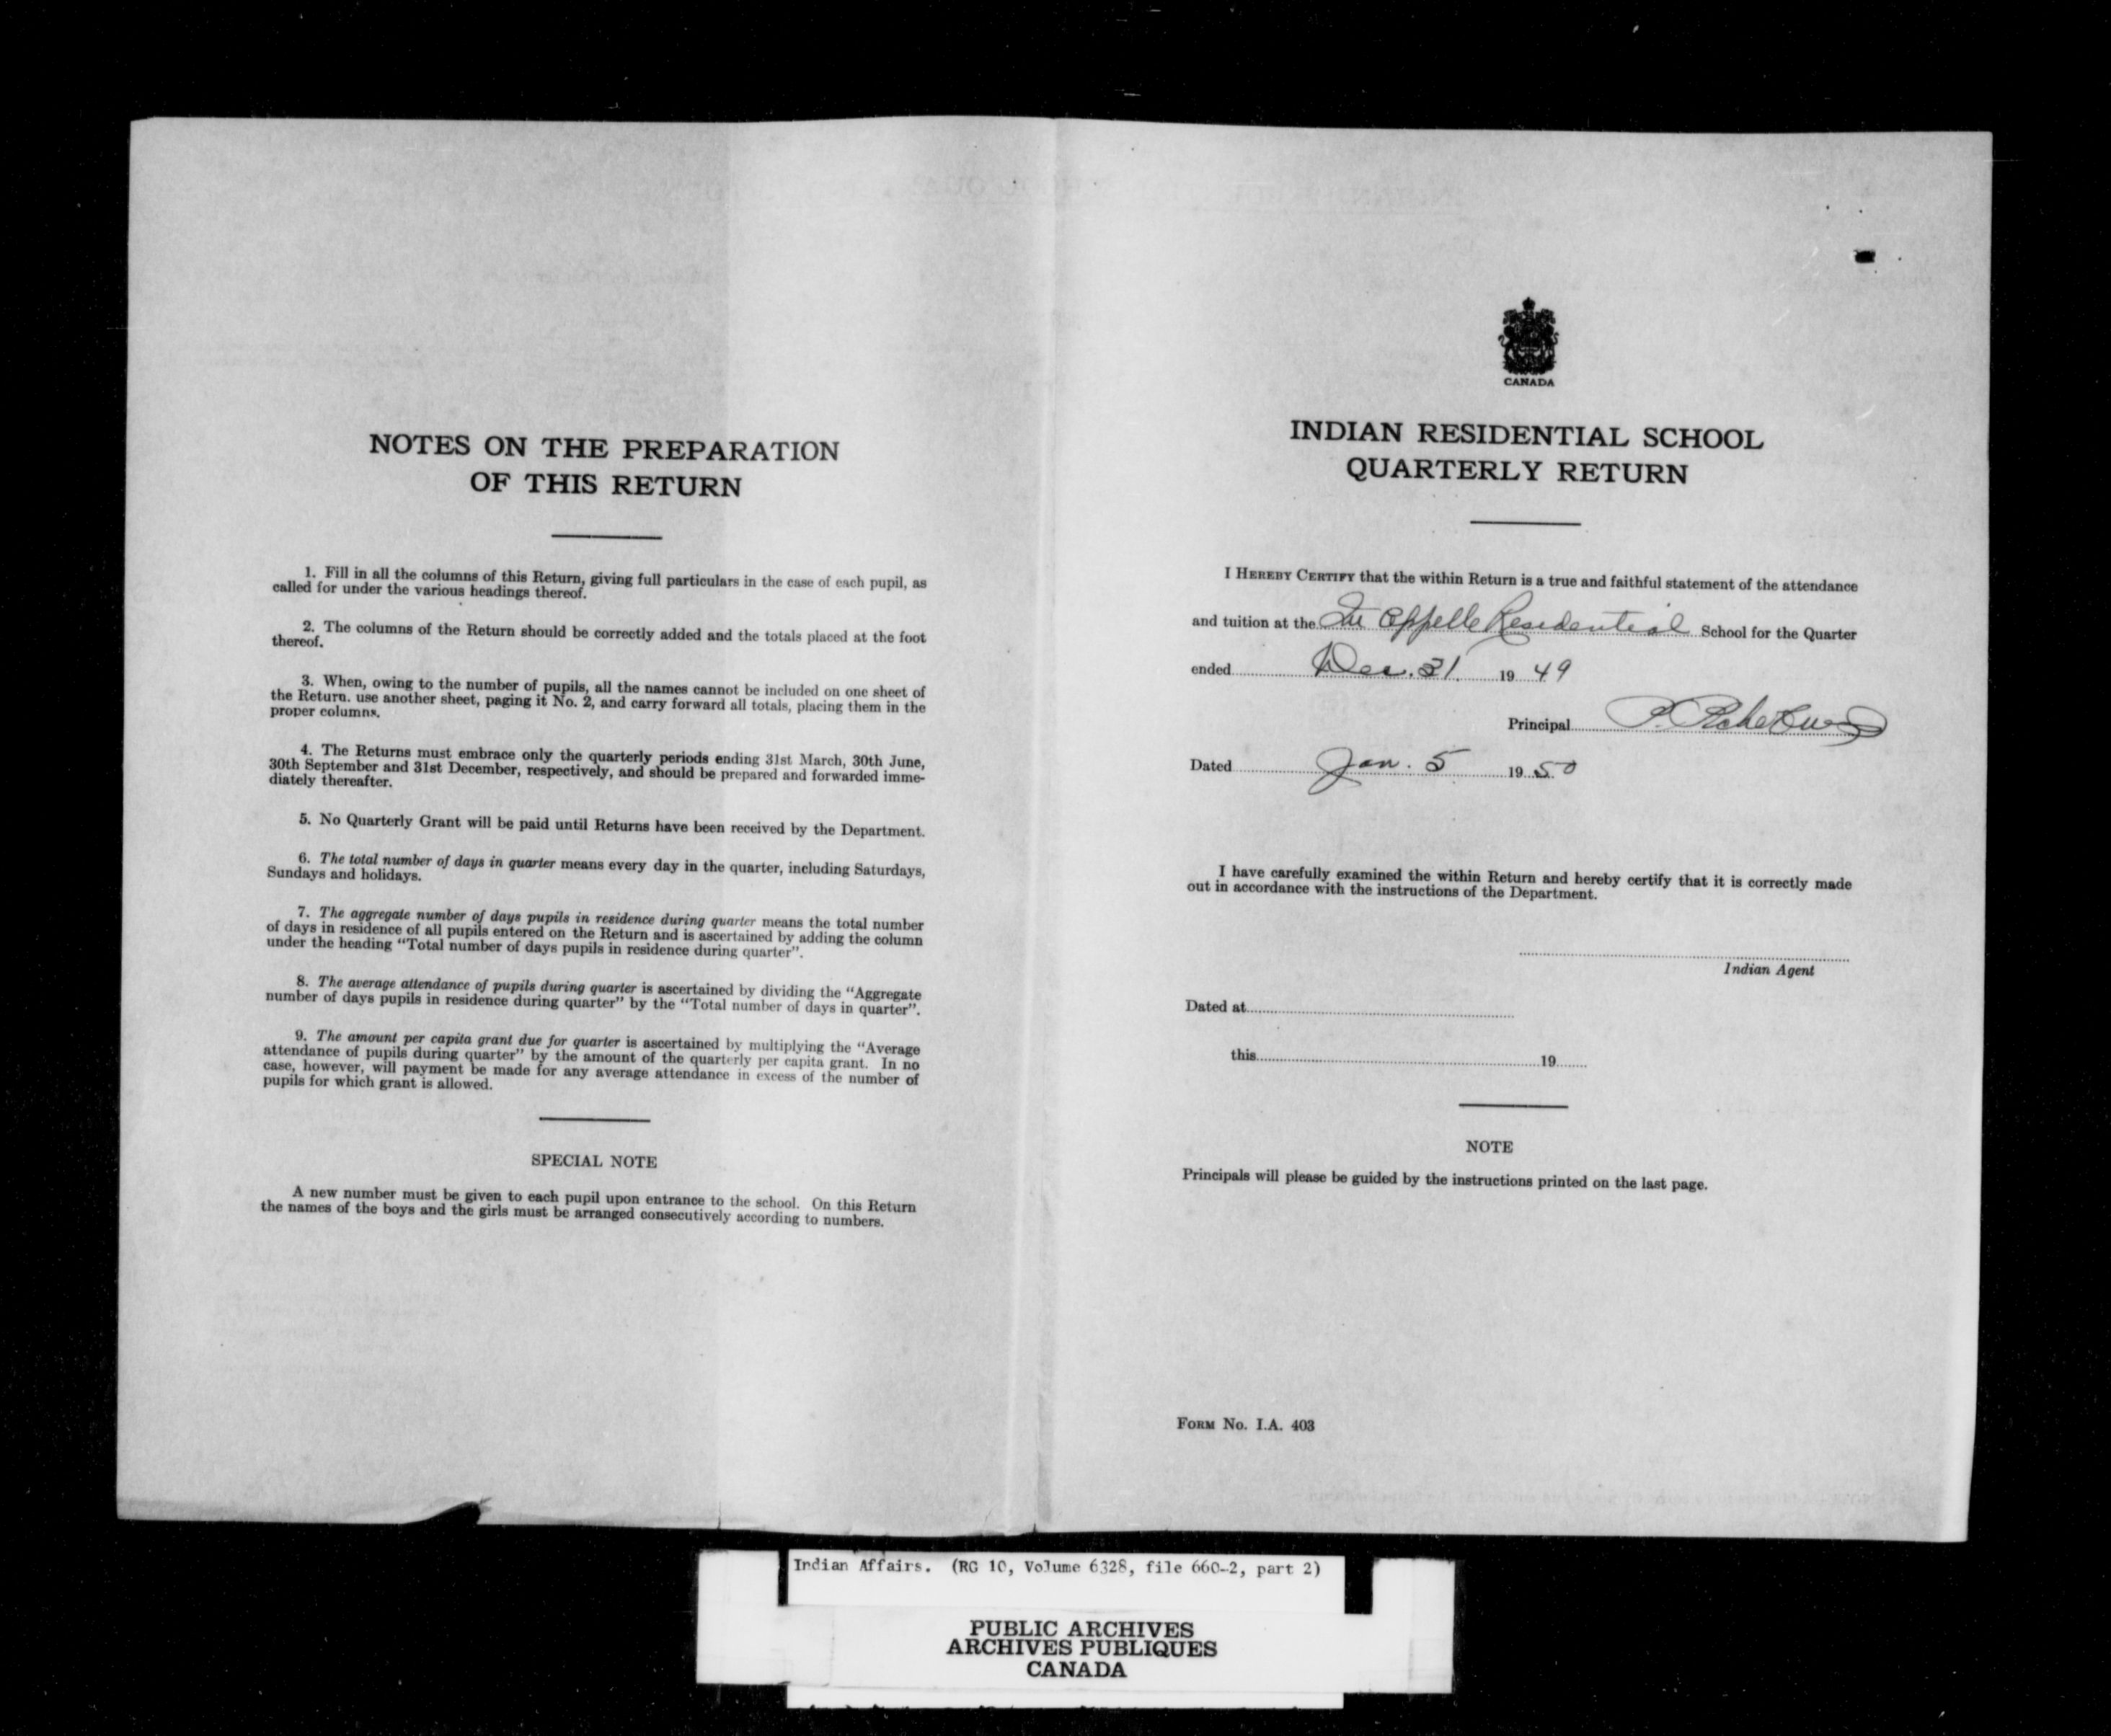 NOTES ON THE PREPARATION
OF THIS RETURN
1. Fill in all the columns of this Return, giving full particulars in the case of each pupil, as
called for under the various headings thereof.
2. The columns of the Return should be correctly added and the totals placed at the foot
thereof.
3. When, owing to the number of pupils, all the names cannot be included on one sheet of
the Return. use another sheet, paging it No. 2, and carry forward all totals, placing them in the
proper columns.
4. The Returns must embrace only the quarterly periods ending 31st March, 30th June,
30th September and 31st December, respectively, and should be prepared and forwarded imme-
diately thereafter.
5. No Quarterly Grant will be paid until Returns have been received by the Department.
6. The total number of days in quarter means every day in the quarter, including Saturdays,
Sundays and holidays.
7. The aggregate number of days pupils in residence during quarter means the total number
of days in residence of all pupils entered on the Return and is ascertained by adding the column
under the heading "Total number of days pupils in residence during quarter".
8. The average attendance of pupils during quarter is ascertained by dividing the "Aggregate
number of days pupils in residence during quarter" by the "Total number of days in quarter".
9. The amount per capita grant due for quarter is ascertained by multiplying the "Average
attendance of pupils during quarter" by the amount of the quarterly per capita grant. In no
case, however, will payment be made for any average attendance in excess of the number of
pupils for which grant is allowed.
SPECIAL NOTE
A new number must be given to each pupil upon entrance to the school. On this Return
the names of the boys and the girls must be arranged consecutively according to numbers.
CANADA
INDIAN RESIDENTIAL SCHOOL
QUARTERLY RETURN
I HEREBY CERTIFY that the within Return is a true and faithful statement of the attendance
and tuition at the Qu'Appelle Residential School for the Quarter
ended Dec. 31 19 49
Principal P.
Dated Jan. 5 19 50
I have carefully examined the within Return and hereby certify that it is correctly made
out in accordance with the instructions of the Department.
Indian Agent
Dated at
this 19
NOTE
Principals will please be guided by the instructions printed on the last page.
FORM No. I.A. 403
Indian Affairs. (RG 10, Volume 6328, file 660-2, part 2)
PUBLIC ARCHIVES
ARCHIVES PUBLIQUES
CANADA